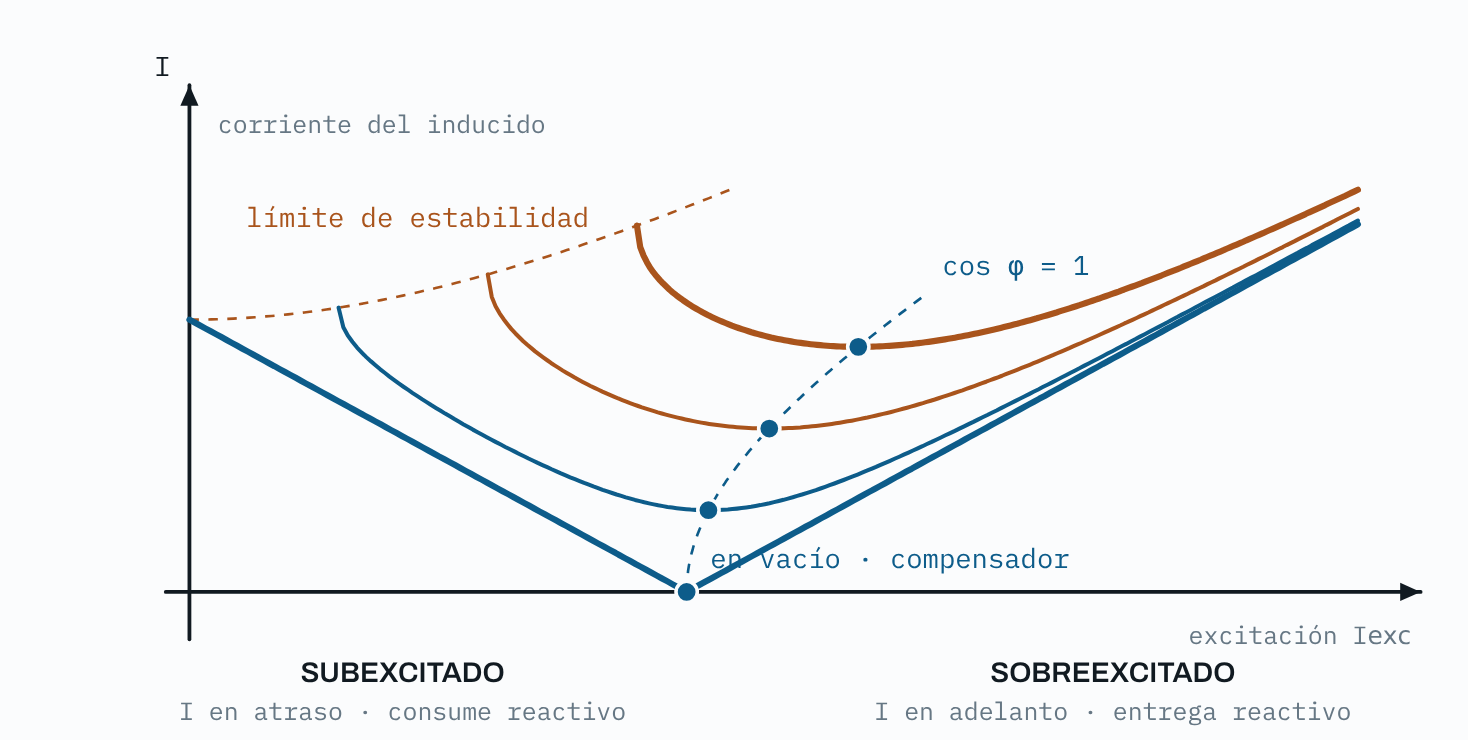 I
corriente del inducido
límite de estabilidad
cos φ = 1
en vacío · compensador
excitación Iexc
SUBEXCITADO
SOBREEXCITADO
I en atraso · consume reactivo
I en adelanto · entrega reactivo